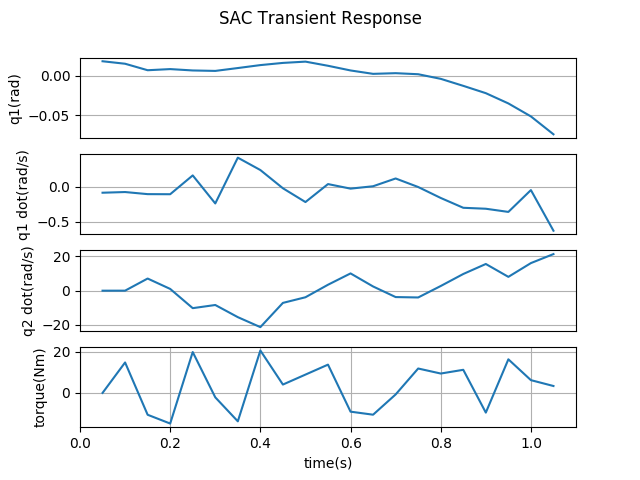 SAC Transient Response
q1(rad)
0.00
−0.05
q1 dot(rad/s)
0.0
−0.5
q2 dot(rad/s)
20
0
−20
torque(Nm)
20
0
0.0 0.2 0.4 0.6 0.8 1.0
time(s)